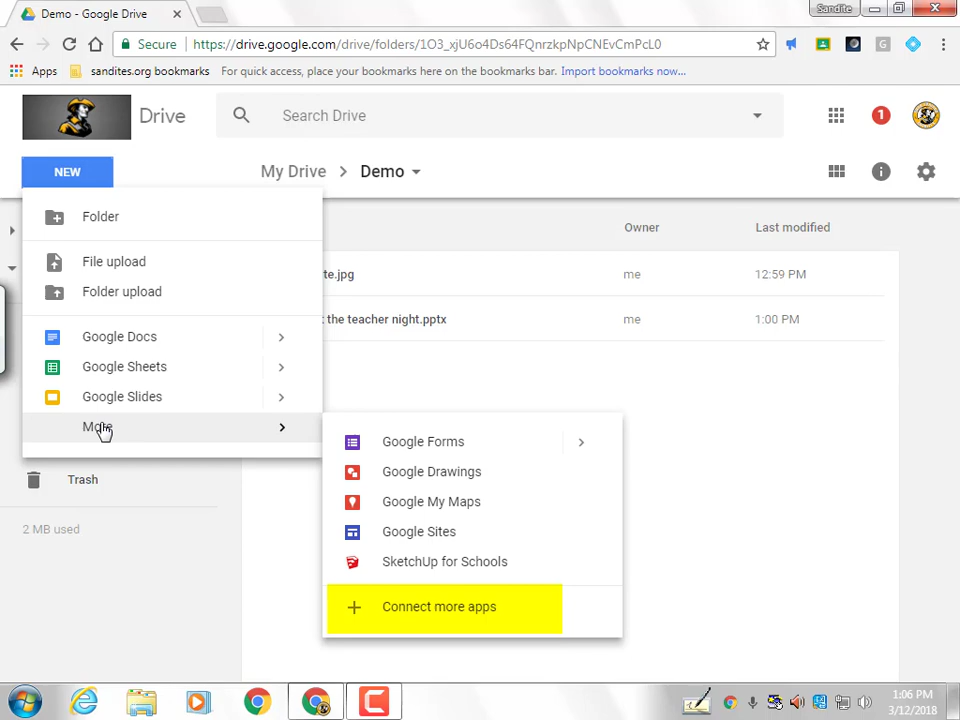 Demo - Google Drive
Sandite
Secure
https://drive.google.com/drive/folders/1O3_xjU6o4Ds64FQnrzkpNpCNEvCmPcL0
G
Apps
sandites.org bookmarks
For quick access, place your bookmarks here on the bookmarks bar.
Import bookmarks now...
Drive
Search Drive
1
NEW
My Drive
Demo
Folder
Owner
Last modified
File upload
te.jpg
me
12:59 PM
Folder upload
t the teacher night.pptx
me
1:00 PM
Google Docs
Google Sheets
Google Slides
More
Google Forms
Google Drawings
Trash
Google My Maps
2 MB used
Google Sites
SketchUp for Schools
Connect more apps
1:06 PM
3/12/2018